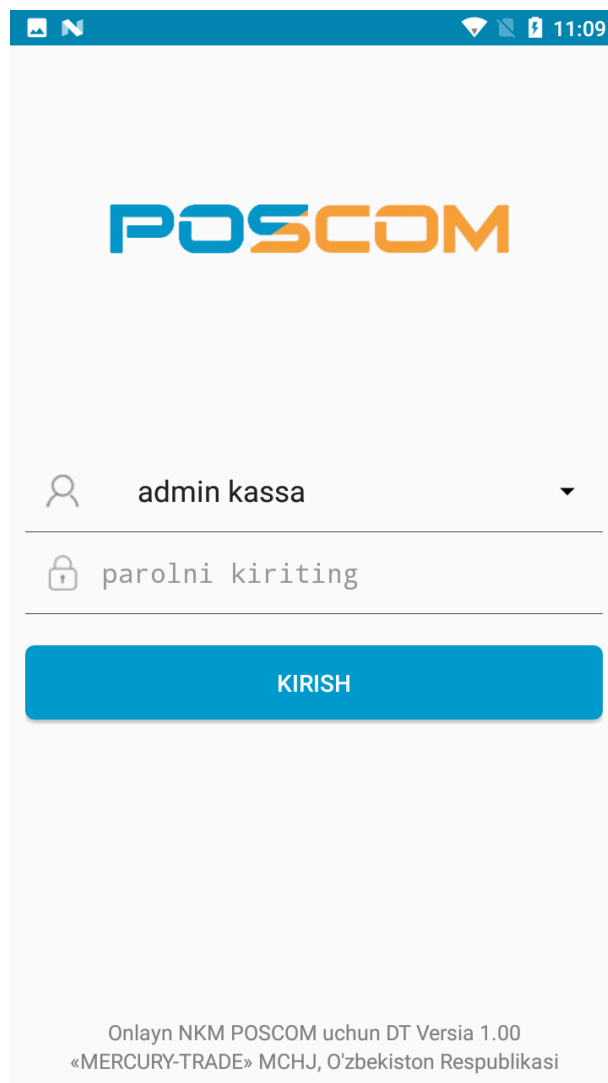 11:09
POSCOM
admin kassa
parolni kiriting
KIRISH
Onlayn NKM POSCOM uchun DT Versia 1.00
«MERCURY-TRADE» MCHJ, O'zbekiston Respublikasi